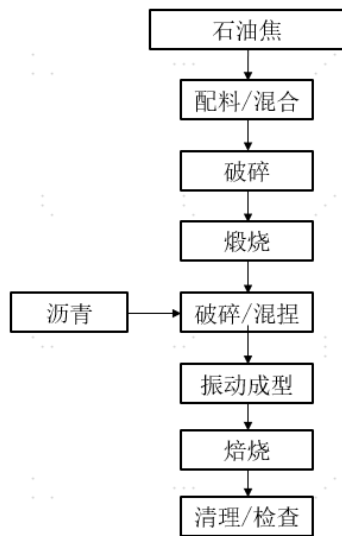 石油焦
配料/混合
破碎
煅烧
沥青
破碎/混捏
振动成型
焙烧
清理/检查